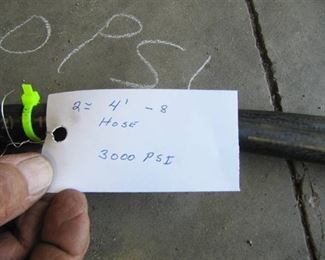 PSI
2 = 4' - 8
HOSE
3000 PSI